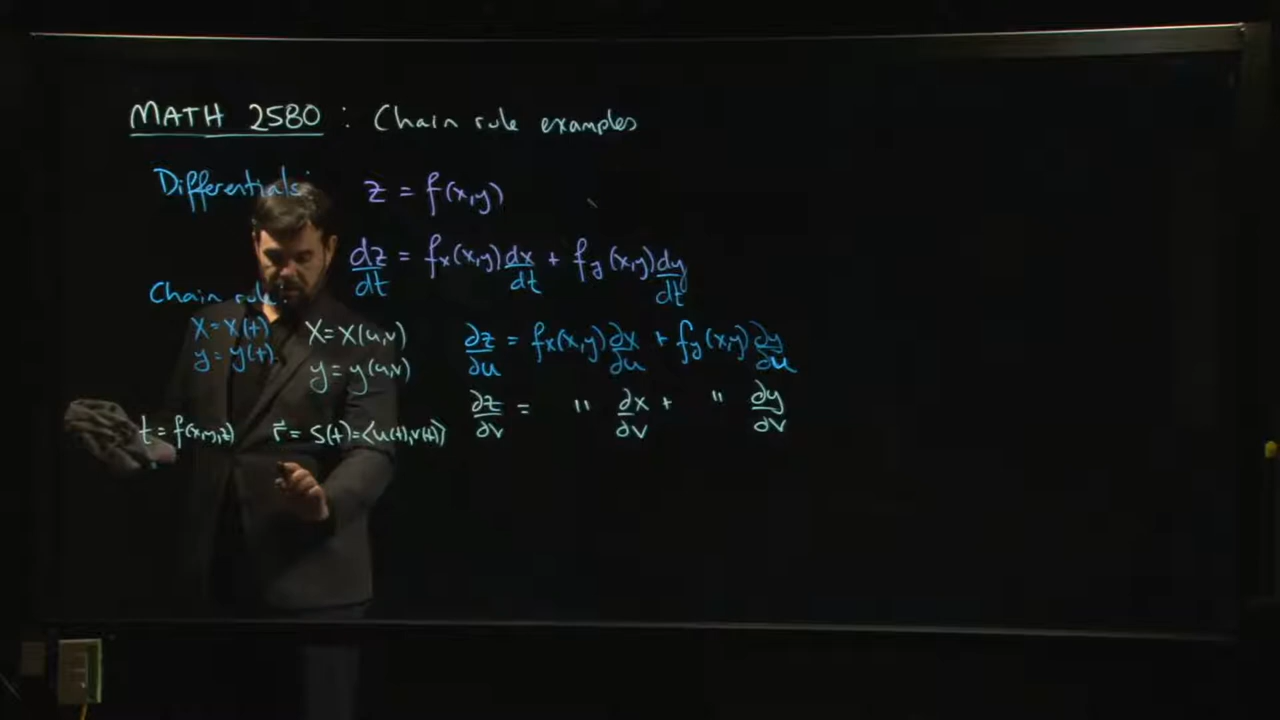 MATH 2580 : Chain rule examples
Differentials: z = f(x,y)
dz/dt = fx(x,y) dx/dt + fy(x,y) dy/dt
Chain rule:
x = x(t) x = x(u,v) ∂z/∂u = fx(x,y) ∂x/∂u + fy(x,y) ∂y/∂u
y = y(t) y = y(u,v)
∂z/∂v = " ∂x/∂v + " ∂y/∂v
t = f(x,y,z) r⃗ = s(t) = ⟨u(t),v(t)⟩